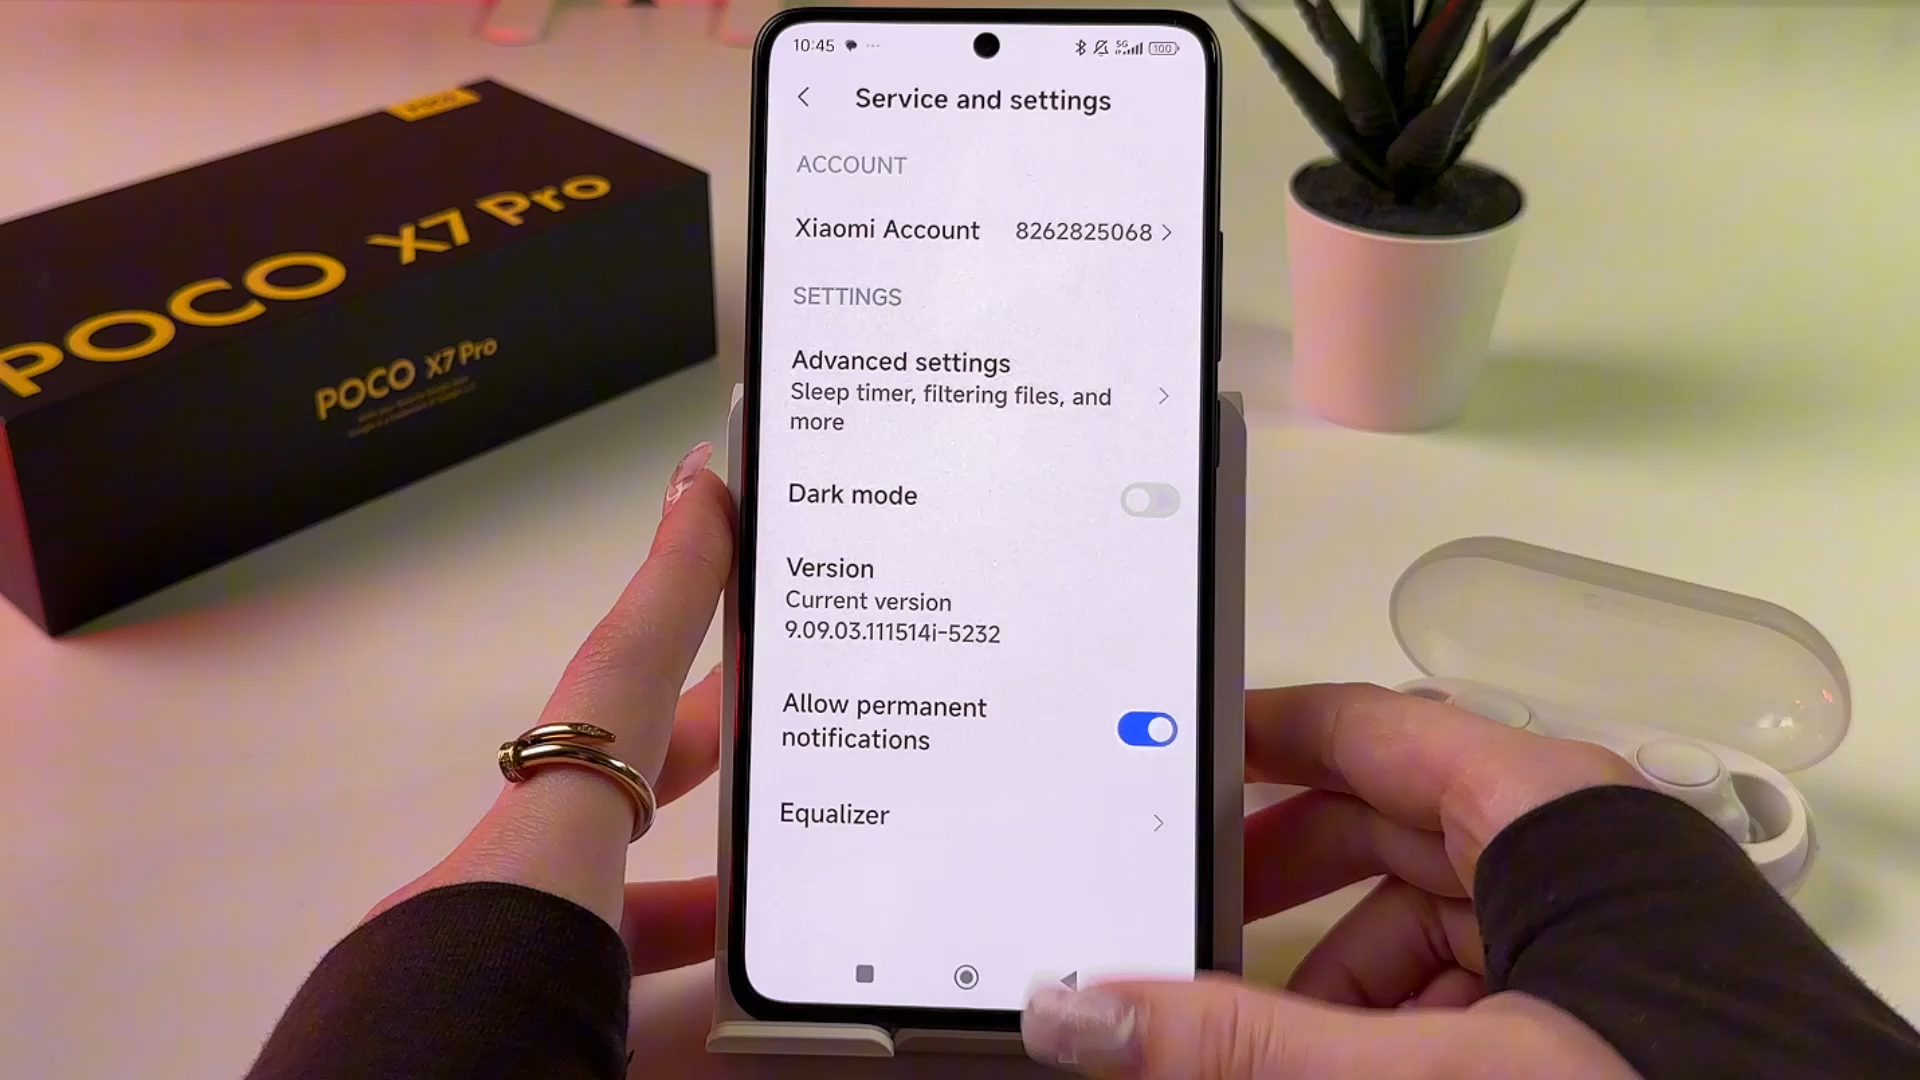 POCO X7 Pro
POCO X7 Pro
10:45
5G
100
Service and settings
ACCOUNT
Xiaomi Account 8262825068
SETTINGS
Advanced settings
Sleep timer, filtering files, and
more
Dark mode
Version
Current version
9.09.03.111514i-5232
Allow permanent
notifications
Equalizer